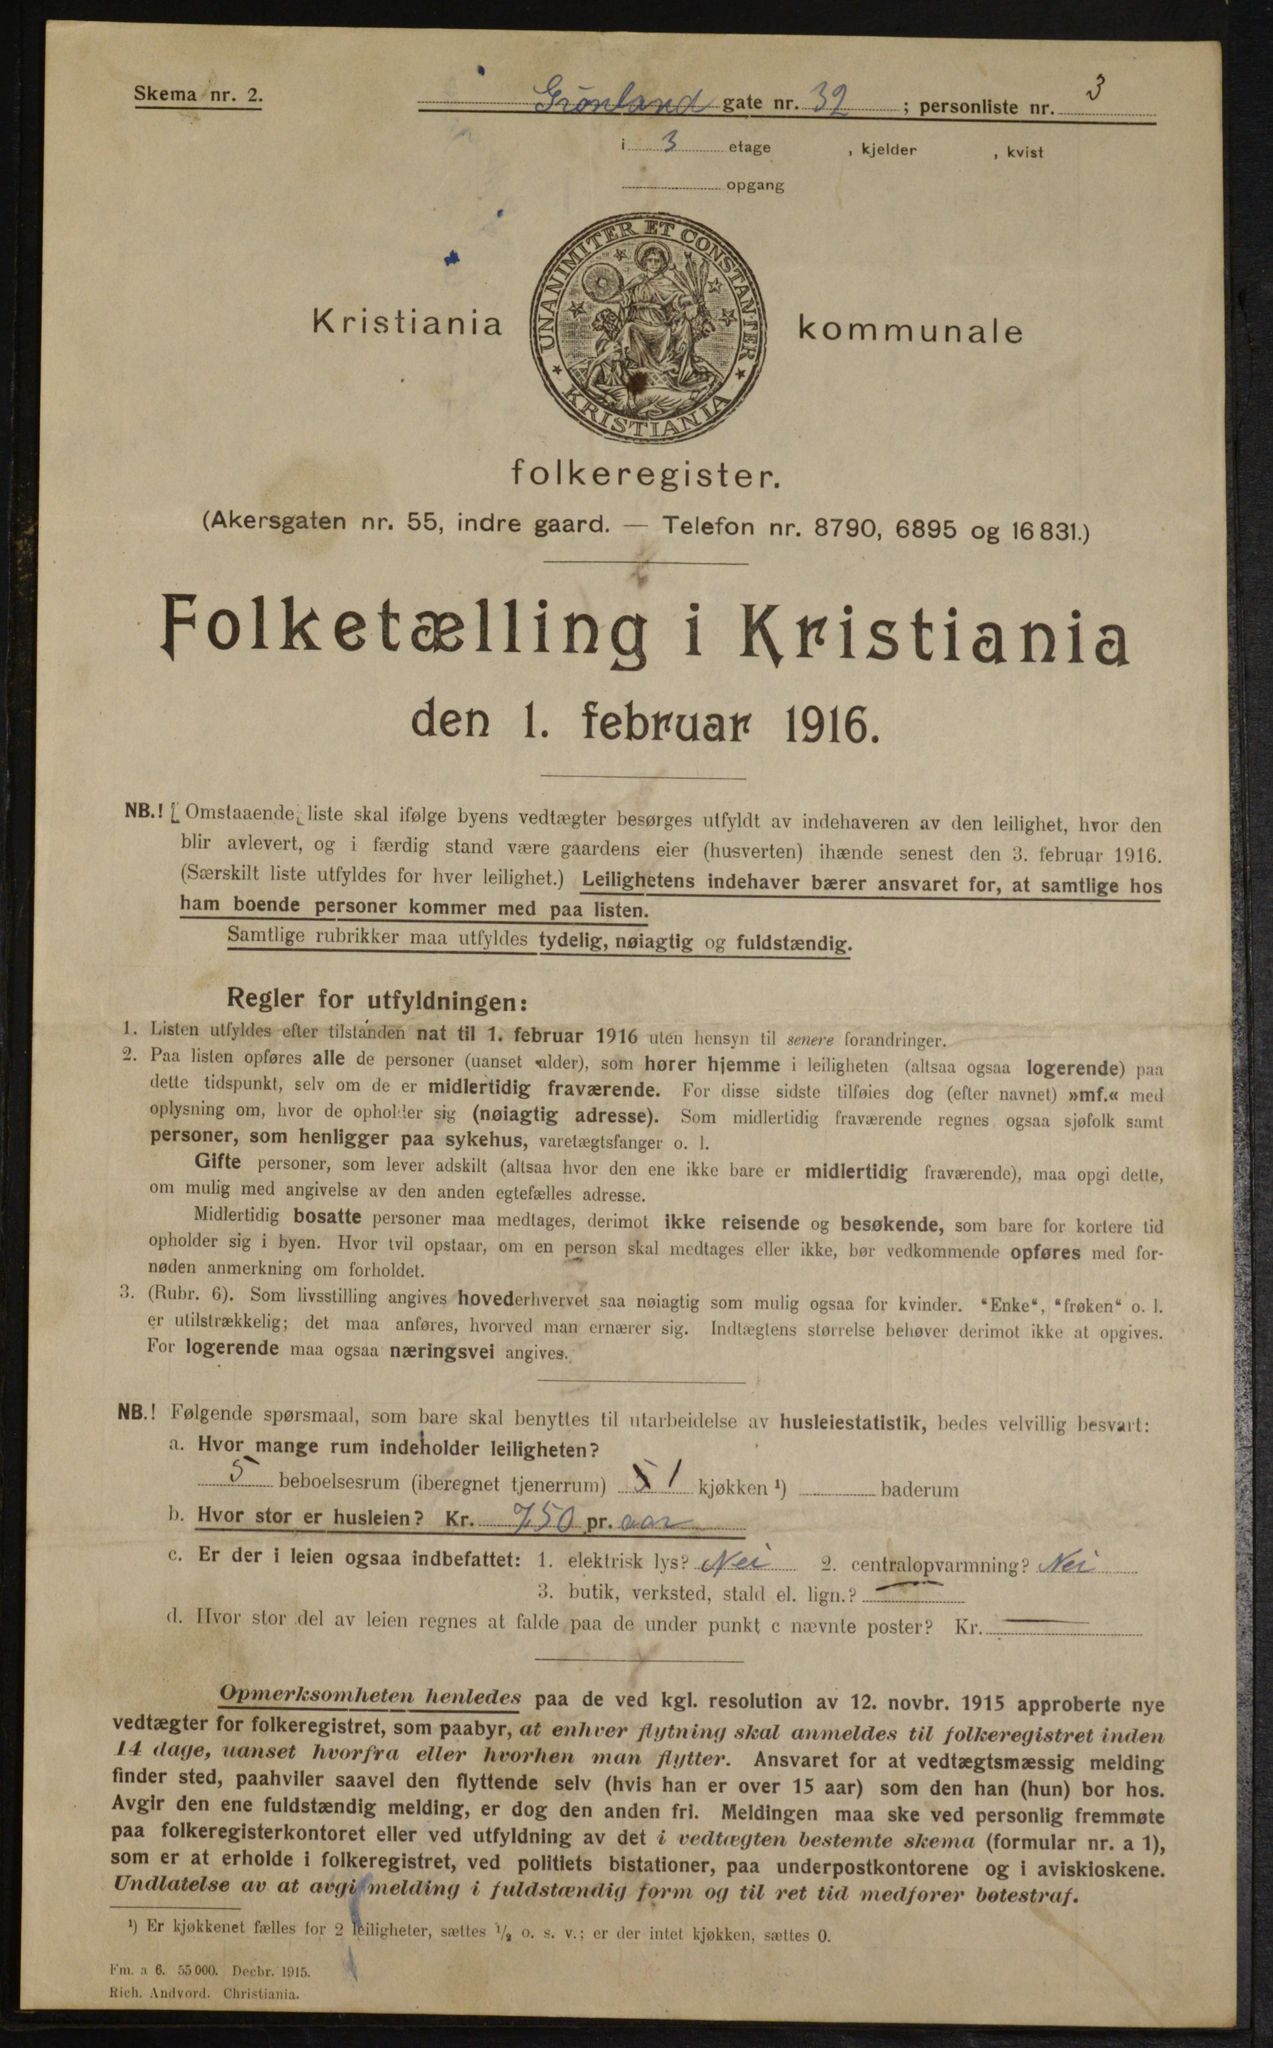 Skema nr. 2.
Grønland gate nr. 32 ; personliste nr. 3
i 3 etage , kjelder , kvist
opgang
UNANIMITER ET CONSTANTER
KRISTIANIA
Kristiania kommunale
folkeregister.
(Akersgaten nr. 55, indre gaard. — Telefon nr. 8790, 6895 og 16 831.)
Folketælling i Kristiania
den 1. februar 1916.
NB.! Omstaaende liste skal ifølge byens vedtægter besørges utfyldt av indehaveren av den leilighet, hvor den
blir avlevert, og i færdig stand være gaardens eier (husverten) ihænde senest den 3. februar 1916.
(Særskilt liste utfyldes for hver leilighet.) Leilighetens indehaver bærer ansvaret for, at samtlige hos
ham boende personer kommer med paa listen.
Samtlige rubrikker maa utfyldes tydelig, nøiagtig og fuldstændig.
Regler for utfyldningen:
1. Listen utfyldes efter tilstanden nat til 1. februar 1916 uten hensyn til senere forandringer.
2. Paa listen opføres alle de personer (uanset alder), som hører hjemme i leiligheten (altsaa ogsaa logerende) paa
dette tidspunkt, selv om de er midlertidig fraværende. For disse sidste tilføies dog (efter navnet) »mf.« med
oplysning om, hvor de opholder sig (nøiagtig adresse). Som midlertidig fraværende regnes ogsaa sjøfolk samt
personer, som henligger paa sykehus, varetægtsfanger o. l.
Gifte personer, som lever adskilt (altsaa hvor den ene ikke bare er midlertidig fraværende), maa opgi dette,
om mulig med angivelse av den anden egtefælles adresse.
Midlertidig bosatte personer maa medtages, derimot ikke reisende og besøkende, som bare for kortere tid
opholder sig i byen. Hvor tvil opstaar, om en person skal medtages eller ikke, bør vedkommende opføres med for-
nøden anmerkning om forholdet.
3. (Rubr. 6). Som livsstilling angives hovederhvervet saa nøiagtig som mulig ogsaa for kvinder. "Enke", "frøken" o. l.
er utilstrækkelig; det maa anføres, hvorved man ernærer sig. Indtægtens størrelse behøver derimot ikke at opgives.
For logerende maa ogsaa næringsvei angives.
NB.! Følgende spørsmaal, som bare skal benyttes til utarbeidelse av husleiestatistik, bedes velvillig besvart:
a. Hvor mange rum indeholder leiligheten?
5 beboelsesrum (iberegnet tjenerrum) 5 1 kjøkken ¹) baderum
b. Hvor stor er husleien? Kr. 750 pr. aar
c. Er der i leien ogsaa indbefattet: 1. elektrisk lys? Nei 2. centralopvarmning? Nei
3. butik, verksted, stald el. lign.?
d. Hvor stor del av leien regnes at falde paa de under punkt c nævnte poster? Kr.
Opmerksomheten henledes paa de ved kgl. resolution av 12. novbr. 1915 approberte nye
vedtægter for folkeregistret, som paabyr, at enhver flytning skal anmeldes til folkeregistret inden
14 dage, uanset hvorfra eller hvorhen man flytter. Ansvaret for at vedtægtsmæssig melding
finder sted, paahviler saavel den flyttende selv (hvis han er over 15 aar) som den han (hun) bor hos.
Avgir den ene fuldstændig melding, er dog den anden fri. Meldingen maa ske ved personlig fremmøte
paa folkeregisterkontoret eller ved utfyldning av det i vedtægten bestemte skema (formular nr. a 1),
som er at erholde i folkeregistret, ved politiets bistationer, paa underpostkontorene og i aviskioskene.
Undlatelse av at avgi melding i fuldstændig form og til ret tid medfører bøtestraf.
¹) Er kjøkkenet fælles for 2 leiligheter, sættes ½ o. s. v.; er der intet kjøkken, sættes 0.
Fm. a 6. 55 000. Decbr. 1915.
Rich. Andvord. Christiania.